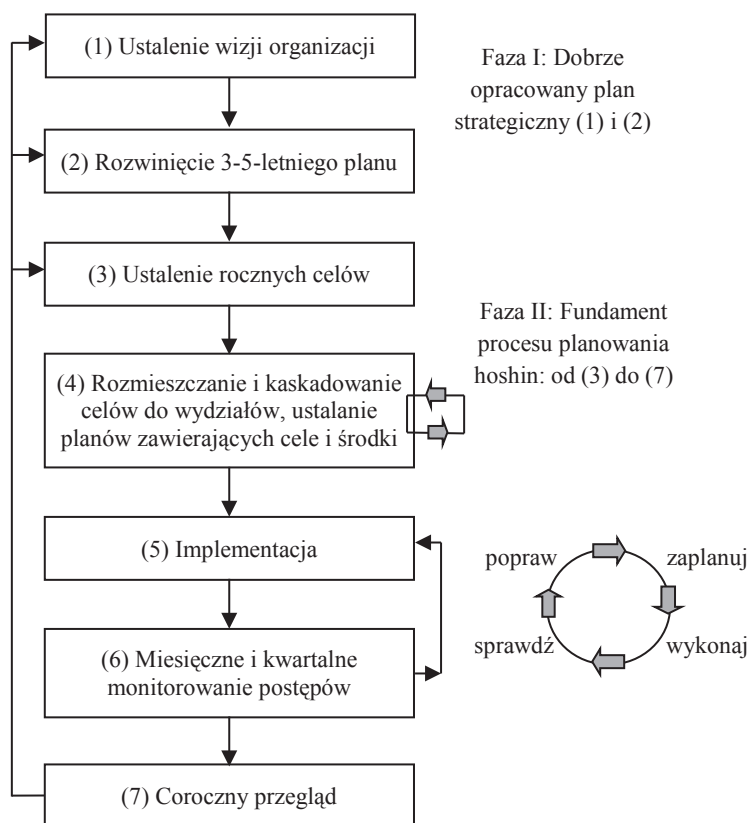 (1) Ustalenie wizji organizacji
Faza I: Dobrze
opracowany plan
strategiczny (1) i (2)
(2) Rozwinięcie 3-5-letniego planu
(3) Ustalenie rocznych celów
Faza II: Fundament
procesu planowania
hoshin: od (3) do (7)
(4) Rozmieszczanie i kaskadowanie
celów do wydziałów, ustalanie
planów zawierających cele i środki
(5) Implementacja
popraw
zaplanuj
sprawdź
wykonaj
(6) Miesięczne i kwartalne
monitorowanie postępów
(7) Coroczny przegląd